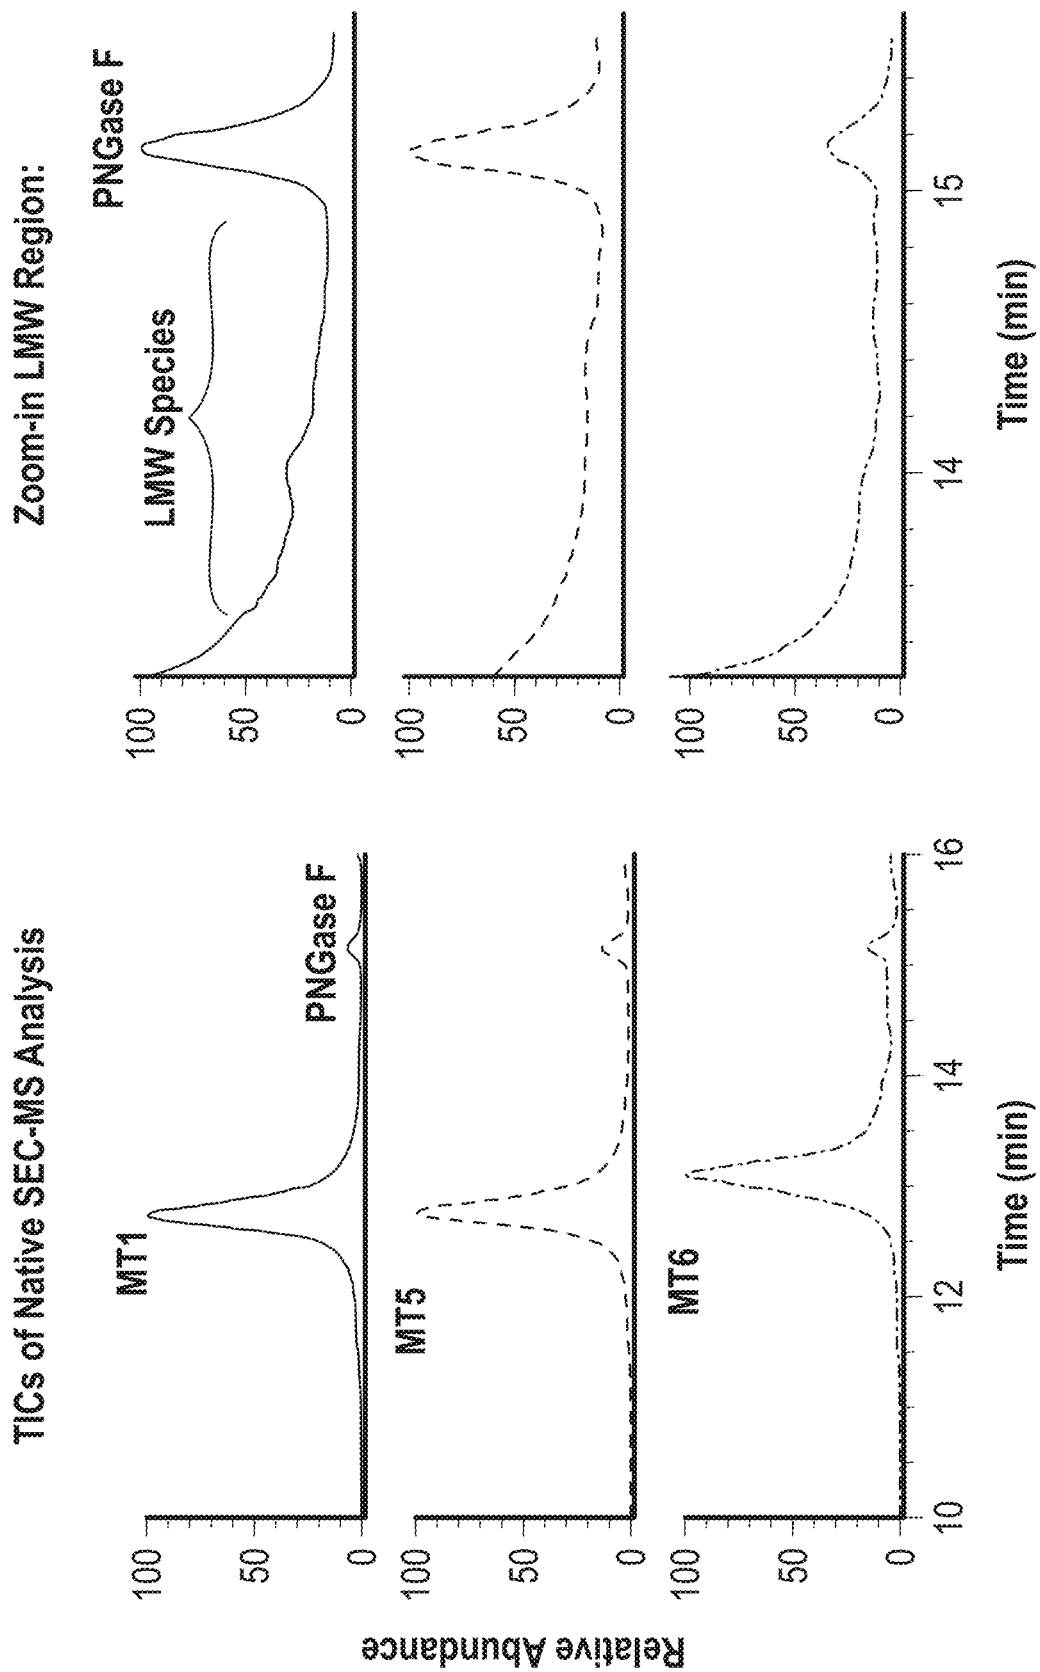 TICs of Native SEC-MS Analysis
Zoom-in LMW Region:
Relative Abundance
100
50
0
MT1
PNGase F
100
50
0
MT5
100
50
0
MT6
10
12
14
16
Time (min)
100
50
0
LMW Species
PNGase F
100
50
0
100
50
0
14
15
Time (min)